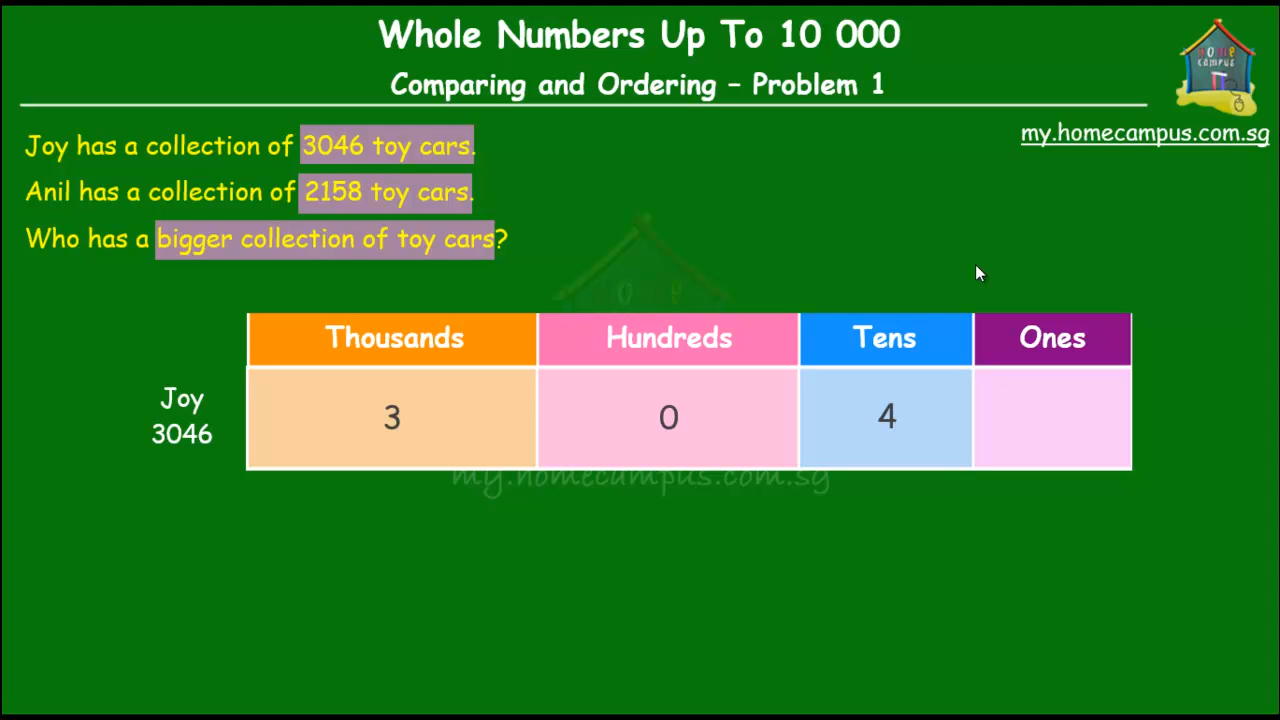 Whole Numbers Up To 10 000
Comparing and Ordering – Problem 1
home
campus
my.homecampus.com.sg
Joy has a collection of 3046 toy cars.
Anil has a collection of 2158 toy cars.
Who has a bigger collection of toy cars?
Thousands Hundreds Tens Ones
Joy
3046
3 0 4
my.homecampus.com.sg